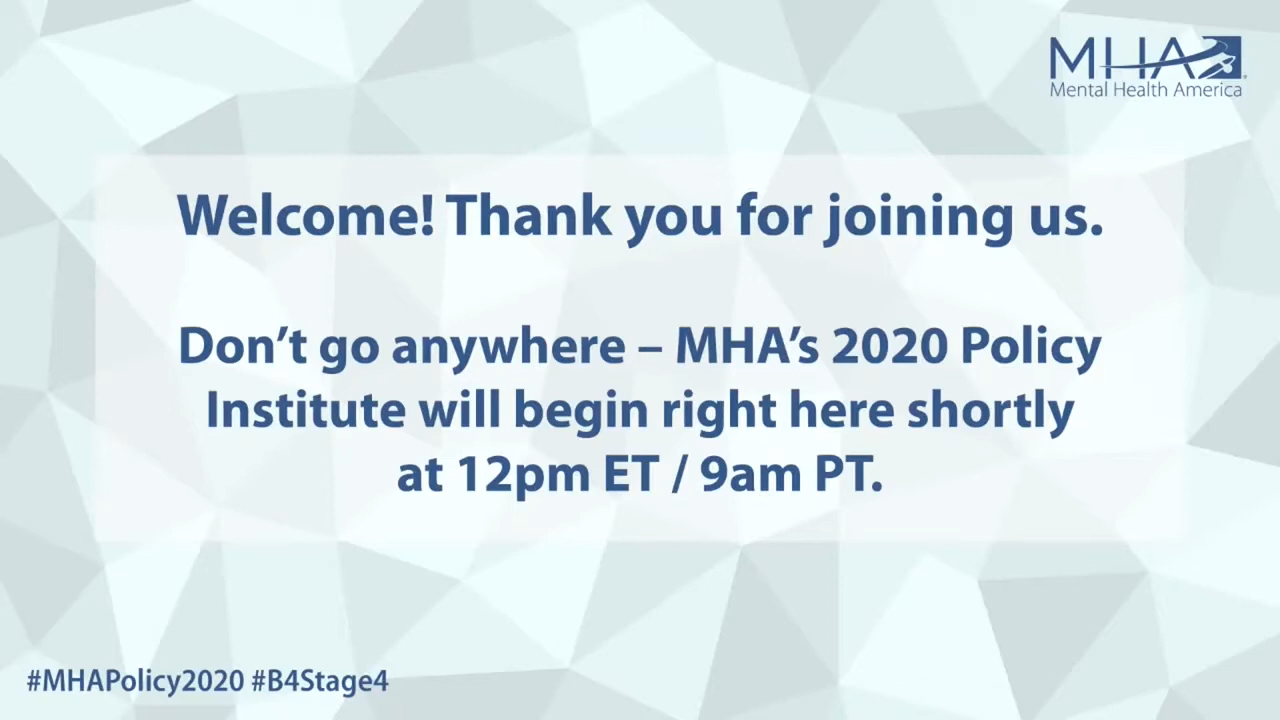 MHA
Mental Health America
Welcome! Thank you for joining us.
Don’t go anywhere – MHA’s 2020 Policy
Institute will begin right here shortly
at 12pm ET / 9am PT.
#MHAPolicy2020 #B4Stage4